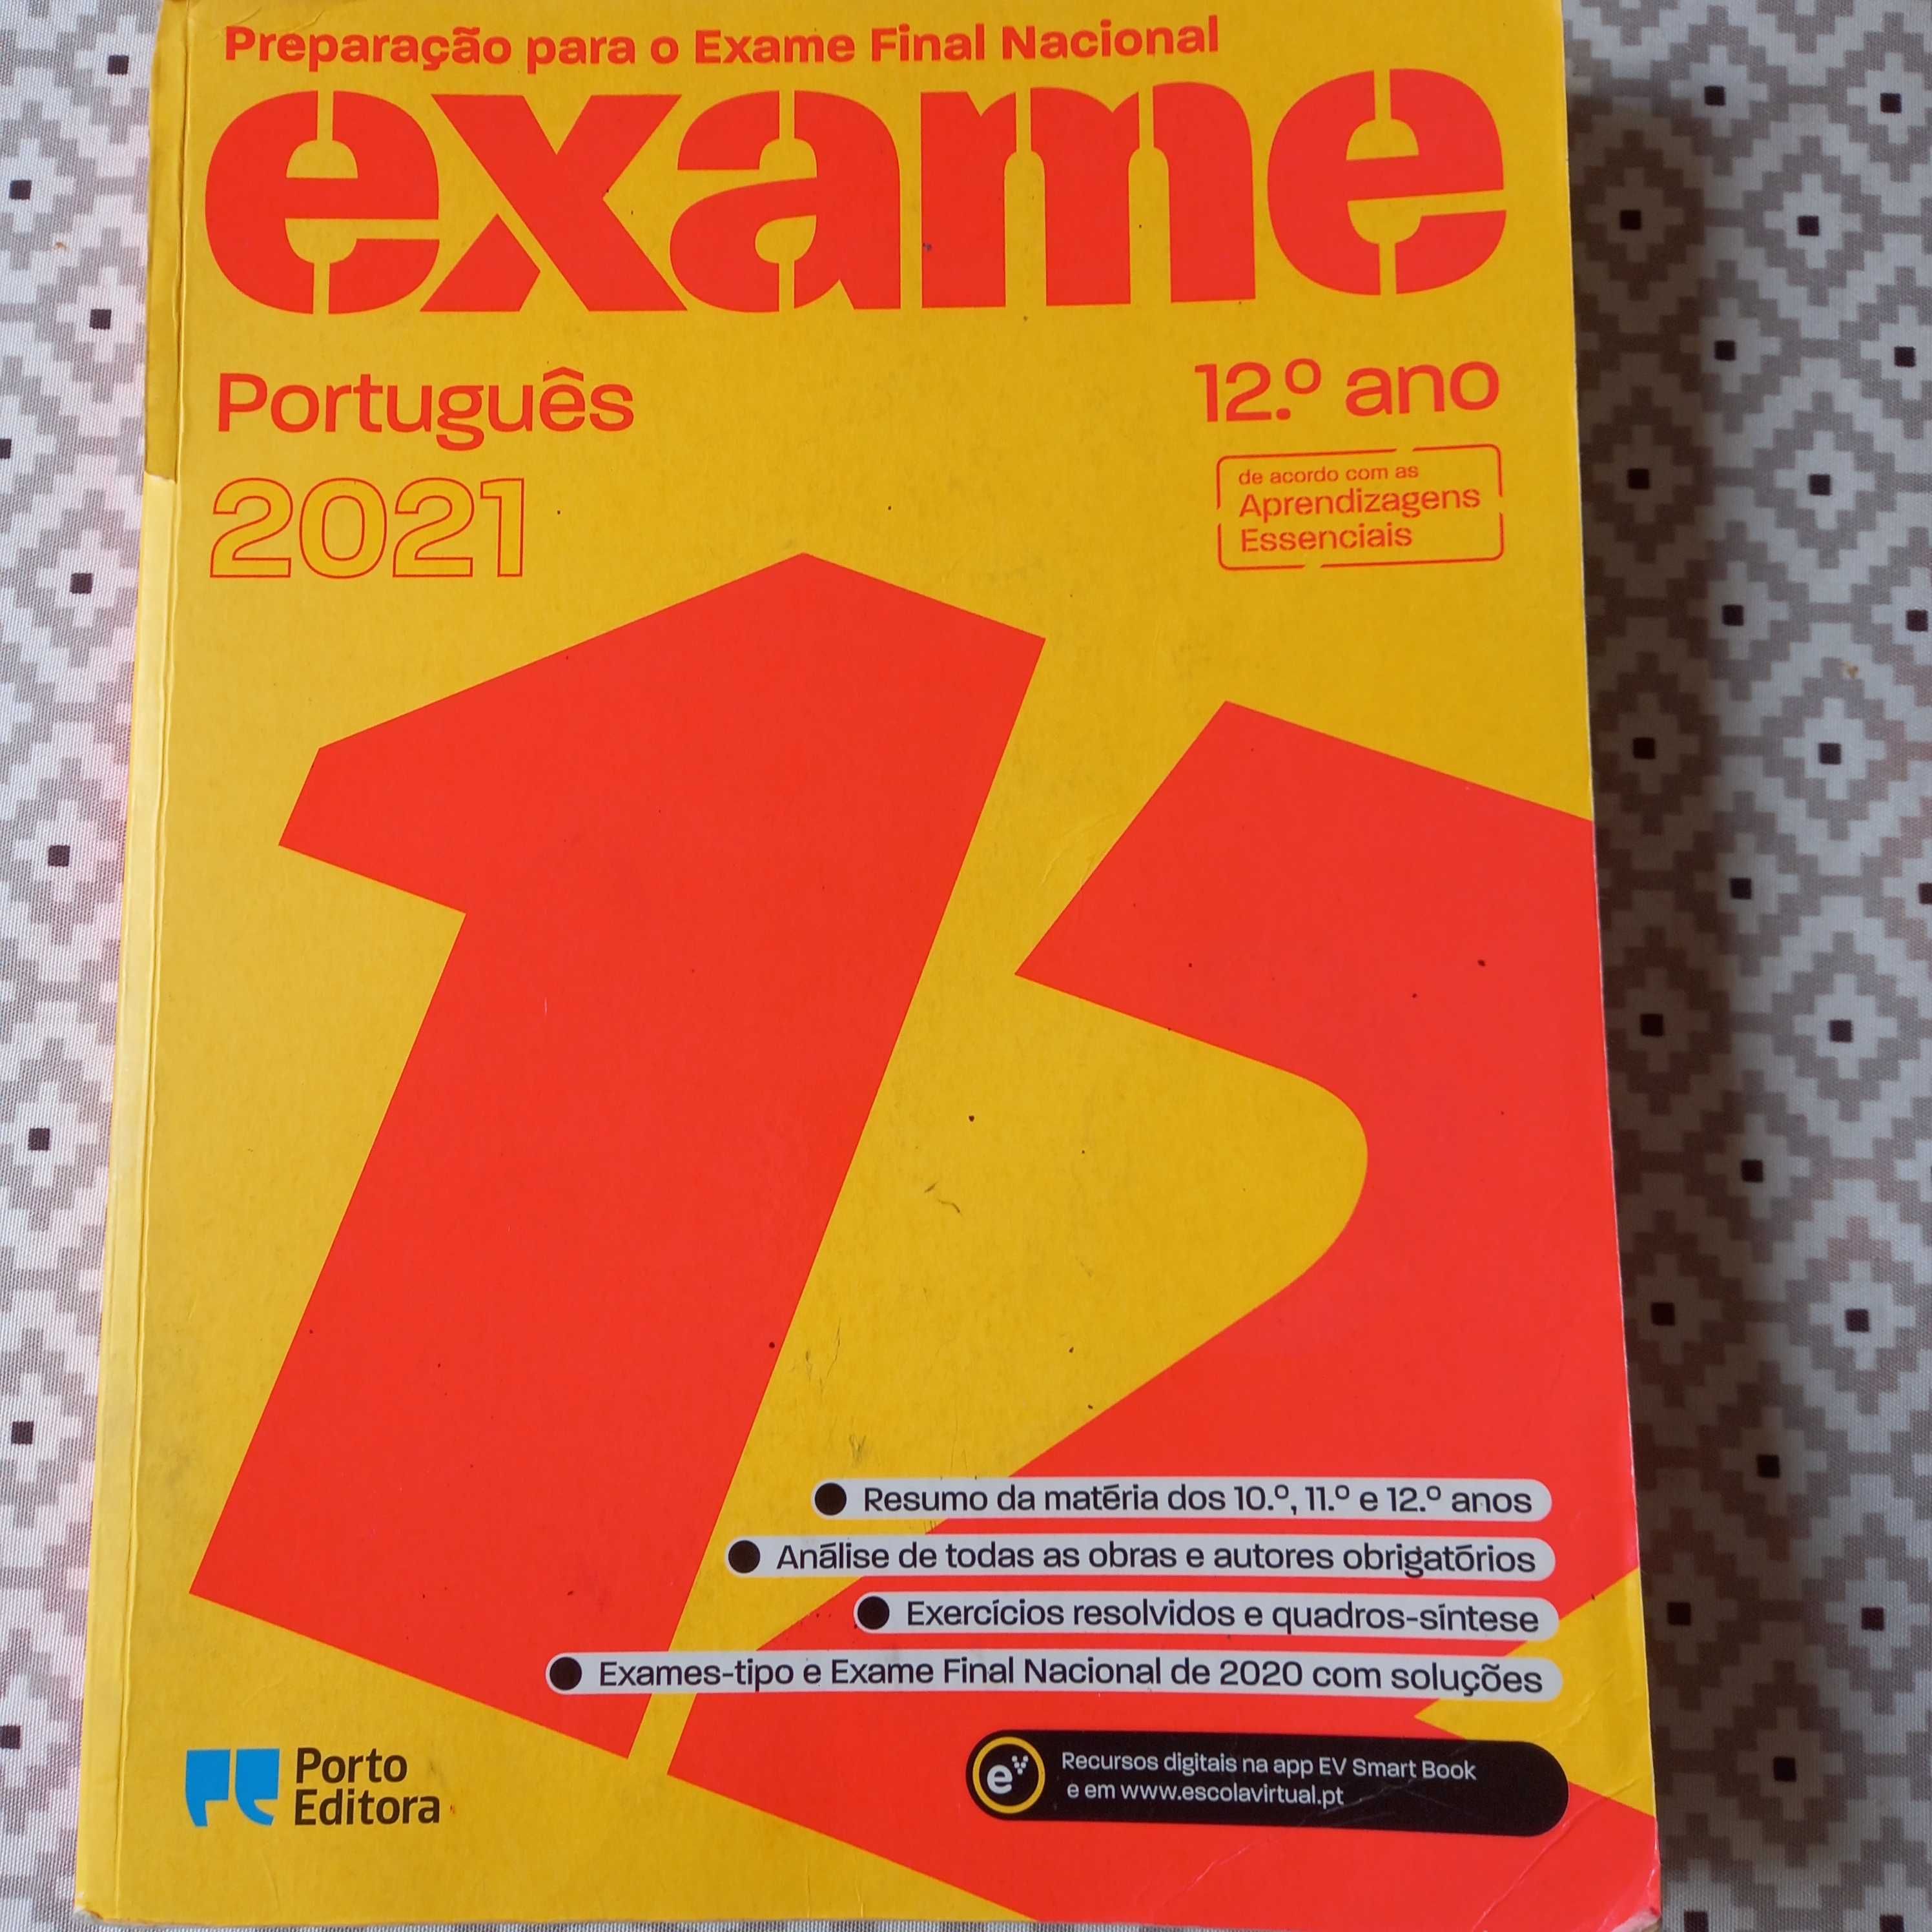 Preparação para o Exame Final Nacional
exame
Português
12.º ano
2021
de acordo com as
Aprendizagens
Essenciais
12
Resumo da matéria dos 10.º, 11.º e 12.º anos
Análise de todas as obras e autores obrigatórios
Exercícios resolvidos e quadros-síntese
Exames-tipo e Exame Final Nacional de 2020 com soluções
Porto
Editora
e
Recursos digitais na app EV Smart Book
e em www.escolavirtual.pt